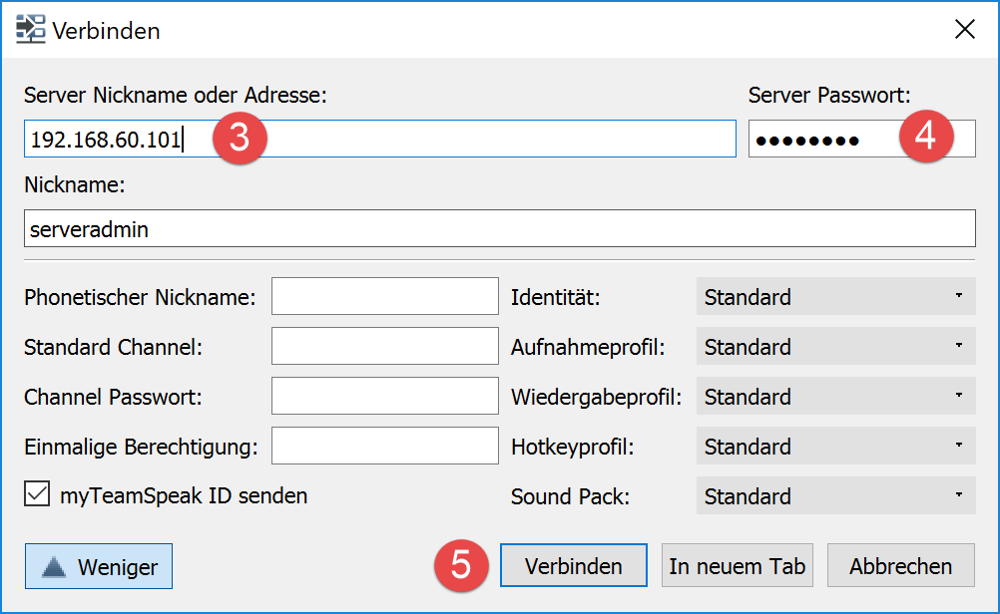 Verbinden
Server Nickname oder Adresse: Server Passwort:
192.168.60.101 3 ●●●●●●●● 4
Nickname:
serveradmin
Phonetischer Nickname: Identität: Standard
Standard Channel: Aufnahmeprofil: Standard
Channel Passwort: Wiedergabeprofil: Standard
Einmalige Berechtigung: Hotkeyprofil: Standard
myTeamSpeak ID senden Sound Pack: Standard
Weniger 5 Verbinden In neuem Tab Abbrechen